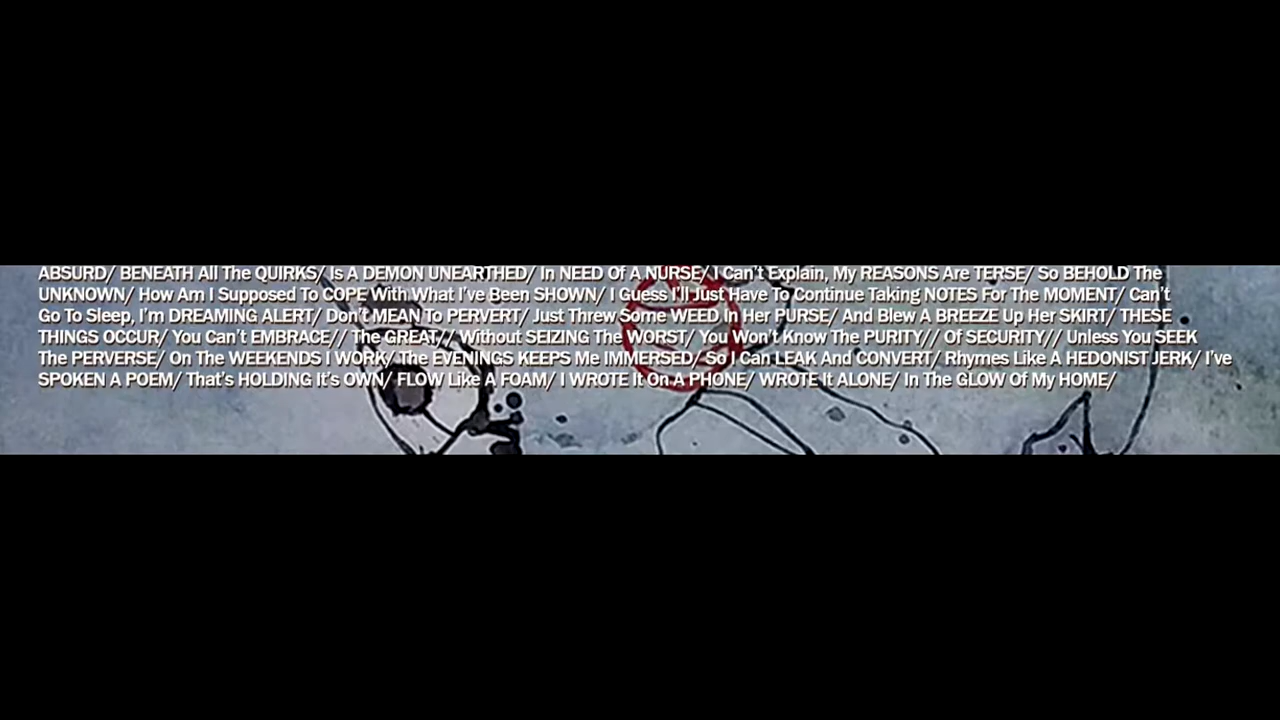 ABSURD/ BENEATH All The QUIRKS/ Is A DEMON UNEARTHED/ In NEED Of A NURSE/ I Can't Explain, My REASONS Are TERSE/ So BEHOLD The
UNKNOWN/ How Am I Supposed To COPE With What I've Been SHOWN/ I Guess I'll Just Have To Continue Taking NOTES For The MOMENT/ Can't
Go To Sleep, I'm DREAMING ALERT/ Don't MEAN To PERVERT/ Just Threw Some WEED In Her PURSE/ And Blew A BREEZE Up Her SKIRT/ THESE
THINGS OCCUR/ You Can't EMBRACE// The GREAT// Without SEIZING The WORST/ You Won't Know The PURITY// Of SECURITY// Unless You SEEK
The PERVERSE/ On The WEEKENDS I WORK/ The EVENINGS KEEPS Me IMMERSED/ So I Can LEAK And CONVERT/ Rhymes Like A HEDONIST JERK/ I've
SPOKEN A POEM/ That's HOLDING It's OWN/ FLOW Like A FOAM/ I WROTE It On A PHONE/ WROTE It ALONE/ In The GLOW Of My HOME/